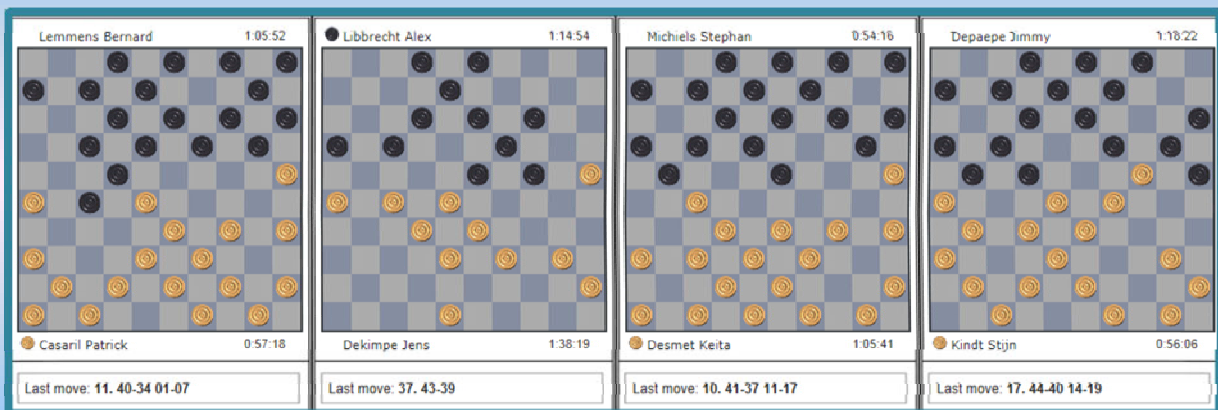 Lemmens Bernard 1:05:52
Libbrecht Alex 1:14:54
Michiels Stephan 0:54:16
Depaepe Jimmy 1:18:22
Casaril Patrick 0:57:18
Dekimpe Jens 1:38:19
Desmet Keita 1:05:41
Kindt Stijn 0:56:06
Last move: 11. 40-34 01-07
Last move: 37. 43-39
Last move: 10. 41-37 11-17
Last move: 17. 44-40 14-19